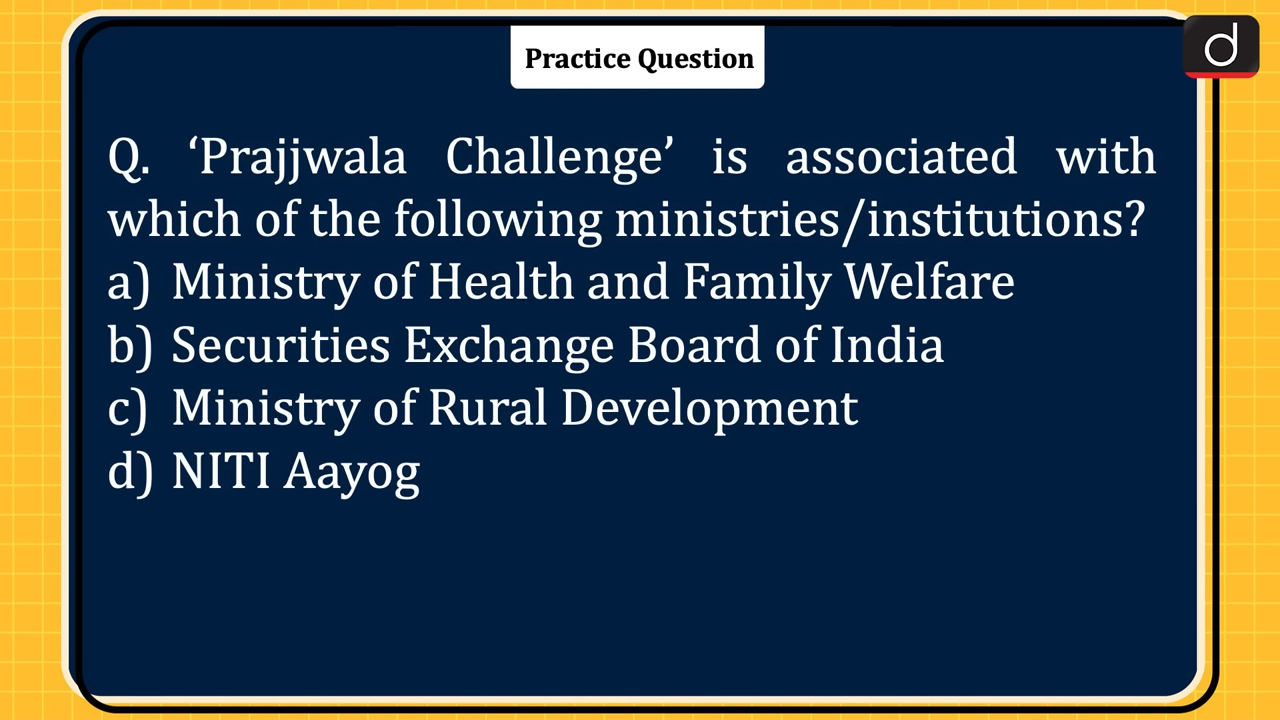 Practice Question
d
Q. ‘Prajjwala Challenge’ is associated with
which of the following ministries/institutions?
a) Ministry of Health and Family Welfare
b) Securities Exchange Board of India
c) Ministry of Rural Development
d) NITI Aayog